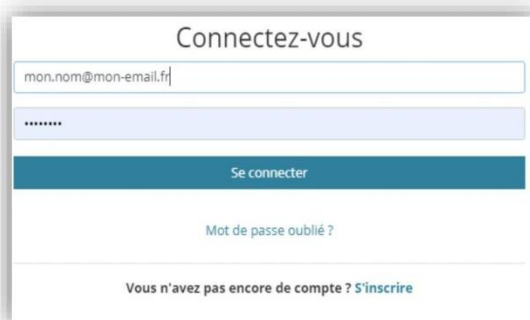 Connectez-vous
mon.nom@mon-email.fr
••••••••
Se connecter
Mot de passe oublié ?
Vous n'avez pas encore de compte ? S'inscrire